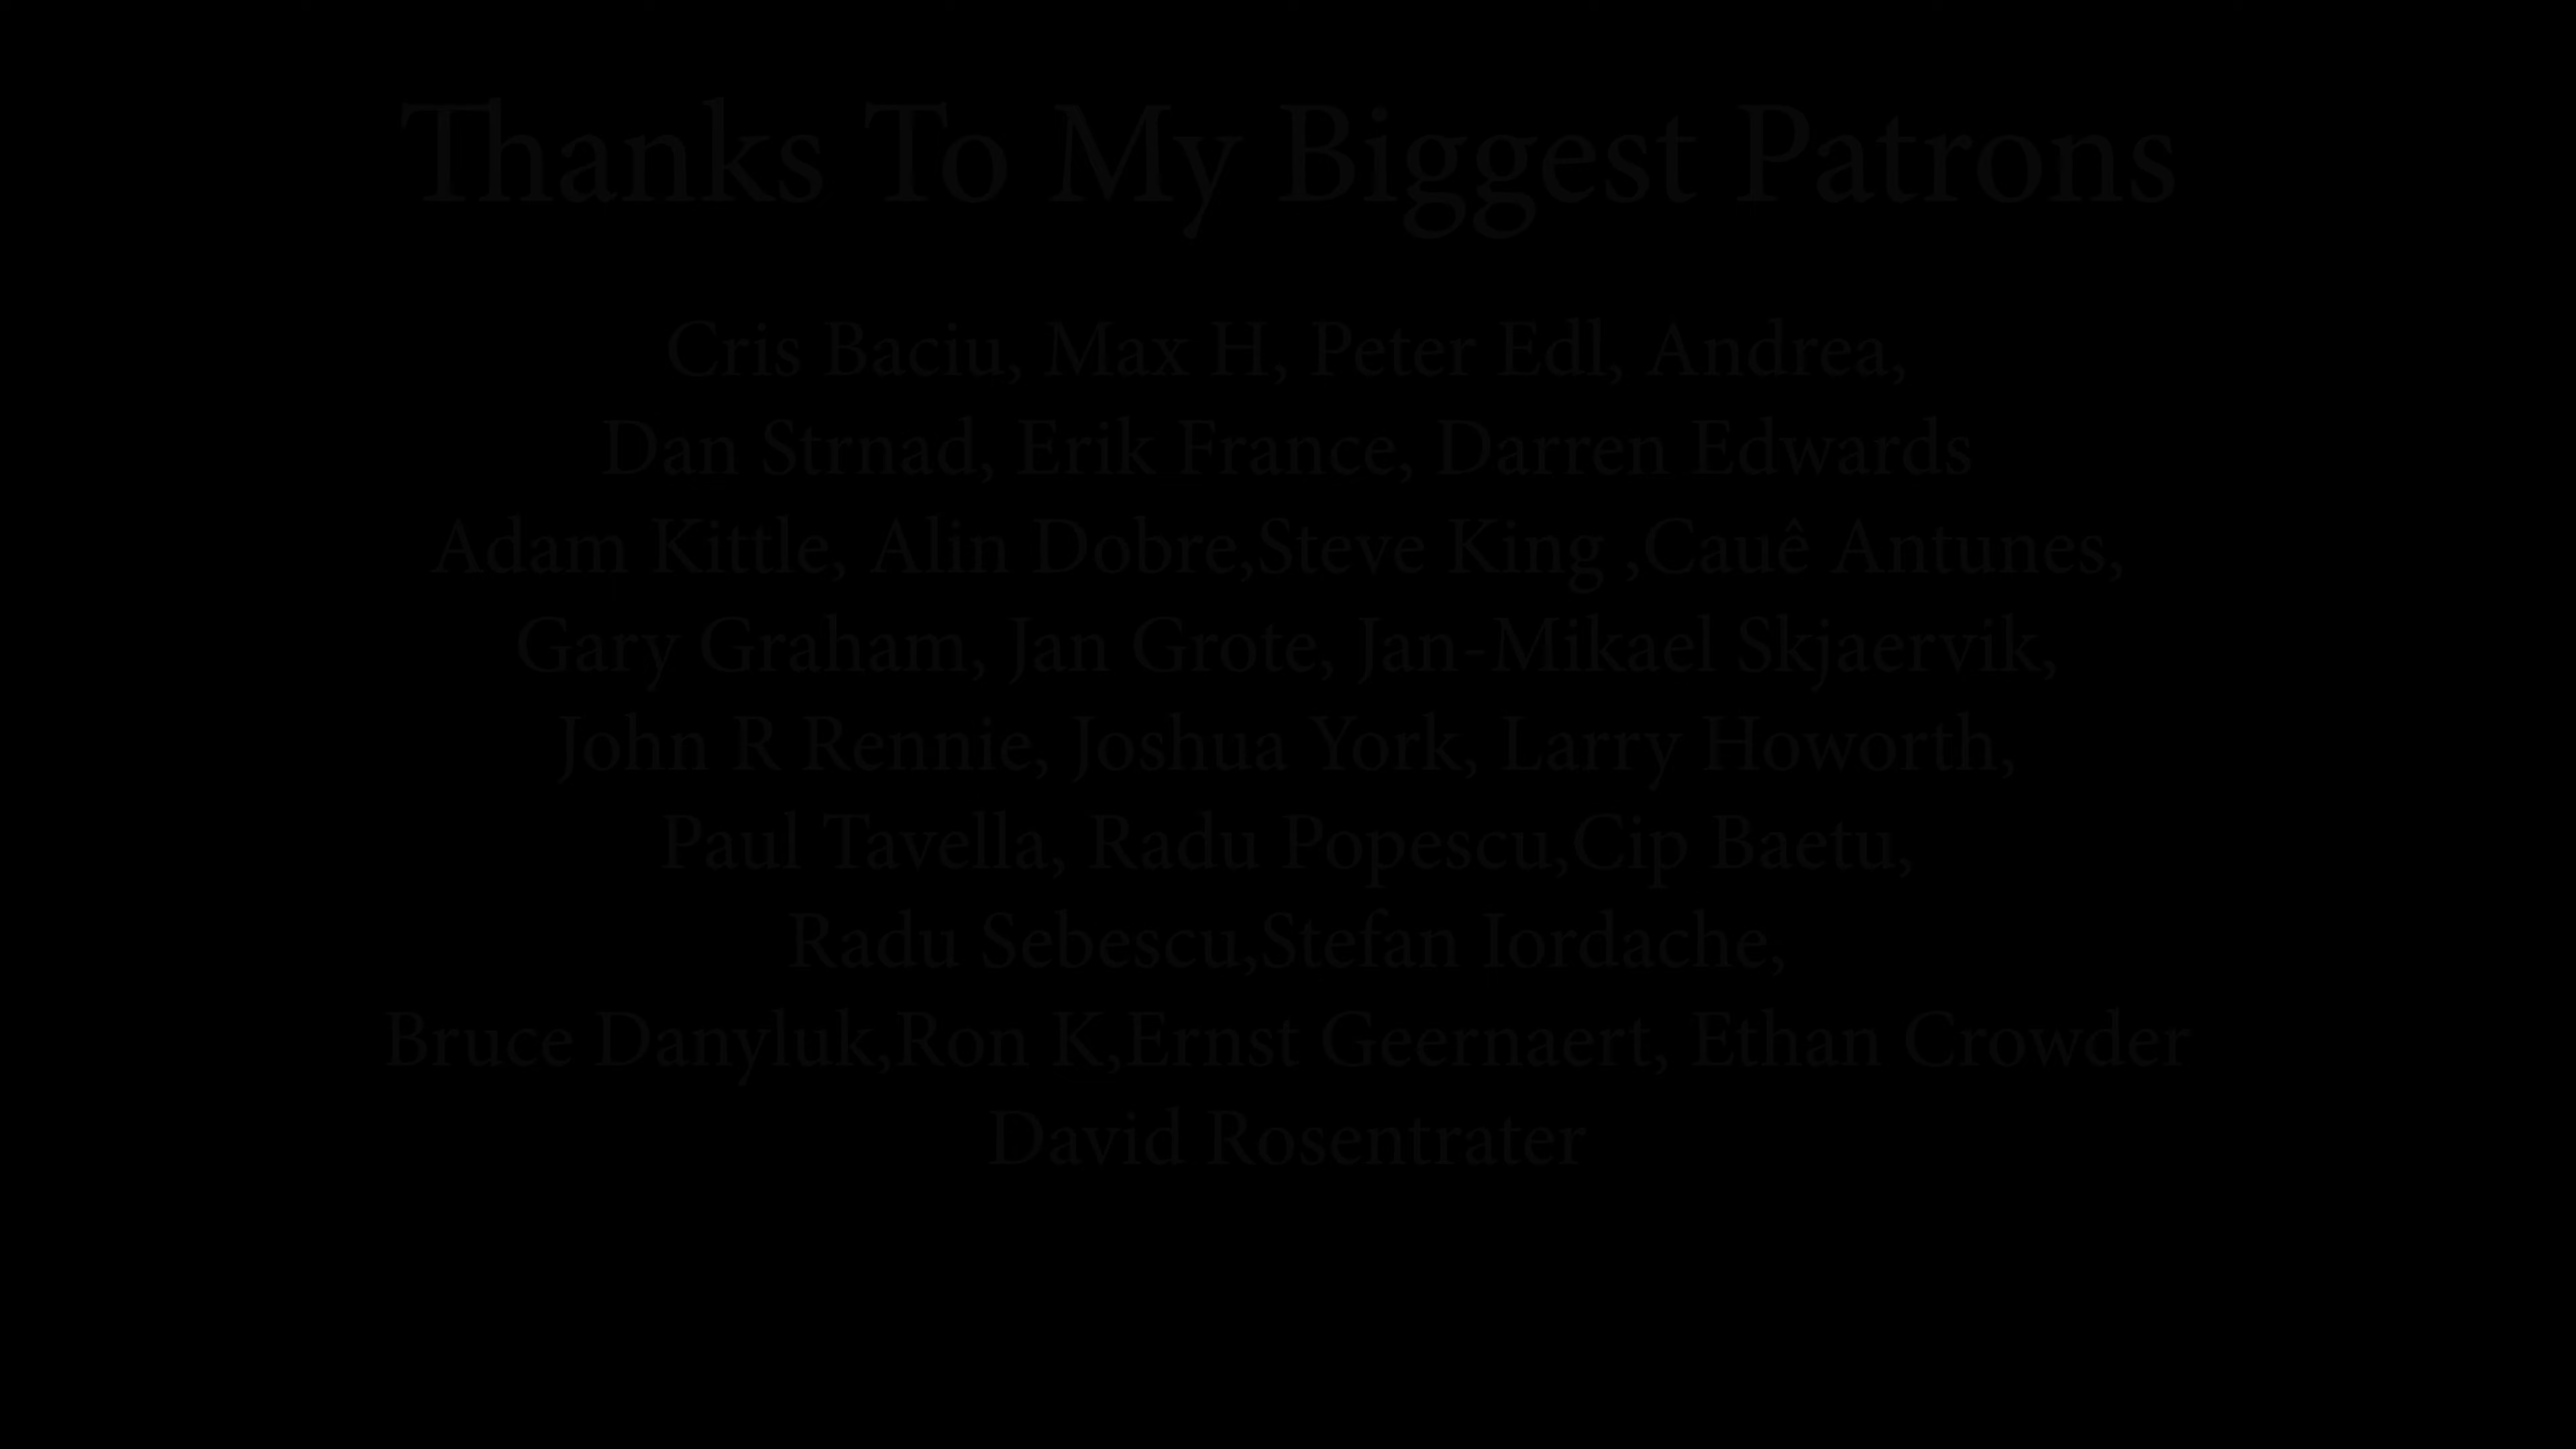 Thanks To My Biggest Patrons
Cris Baciu, Max H, Peter Edl, Andrea,
Dan Strnad, Erik France, Darren Edwards
Adam Kittle, Alin Dobre,Steve King ,Cauê Antunes,
Gary Graham, Jan Grote, Jan-Mikael Skjaervik,
John R Rennie, Joshua York, Larry Howorth,
Paul Tavella, Radu Popescu,Cip Baetu,
Radu Sebescu,Stefan Iordache,
Bruce Danyluk,Ron K,Ernst Geernaert, Ethan Crowder
David Rosentrater